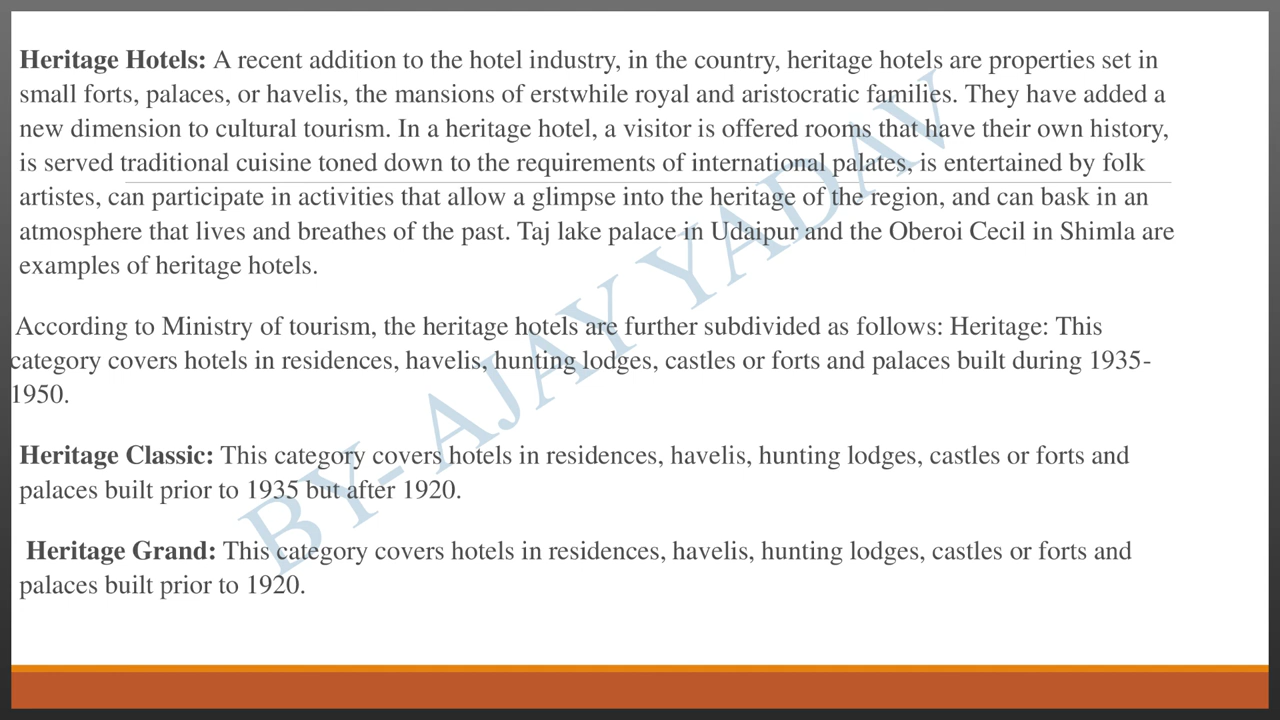 Heritage Hotels: A recent addition to the hotel industry, in the country, heritage hotels are properties set in
small forts, palaces, or havelis, the mansions of erstwhile royal and aristocratic families. They have added a
new dimension to cultural tourism. In a heritage hotel, a visitor is offered rooms that have their own history,
is served traditional cuisine toned down to the requirements of international palates, is entertained by folk
artistes, can participate in activities that allow a glimpse into the heritage of the region, and can bask in an
atmosphere that lives and breathes of the past. Taj lake palace in Udaipur and the Oberoi Cecil in Shimla are
examples of heritage hotels.
According to Ministry of tourism, the heritage hotels are further subdivided as follows: Heritage: This
category covers hotels in residences, havelis, hunting lodges, castles or forts and palaces built during 1935-
1950.
Heritage Classic: This category covers hotels in residences, havelis, hunting lodges, castles or forts and
palaces built prior to 1935 but after 1920.
Heritage Grand: This category covers hotels in residences, havelis, hunting lodges, castles or forts and
palaces built prior to 1920.
BY- AJAY YADAV